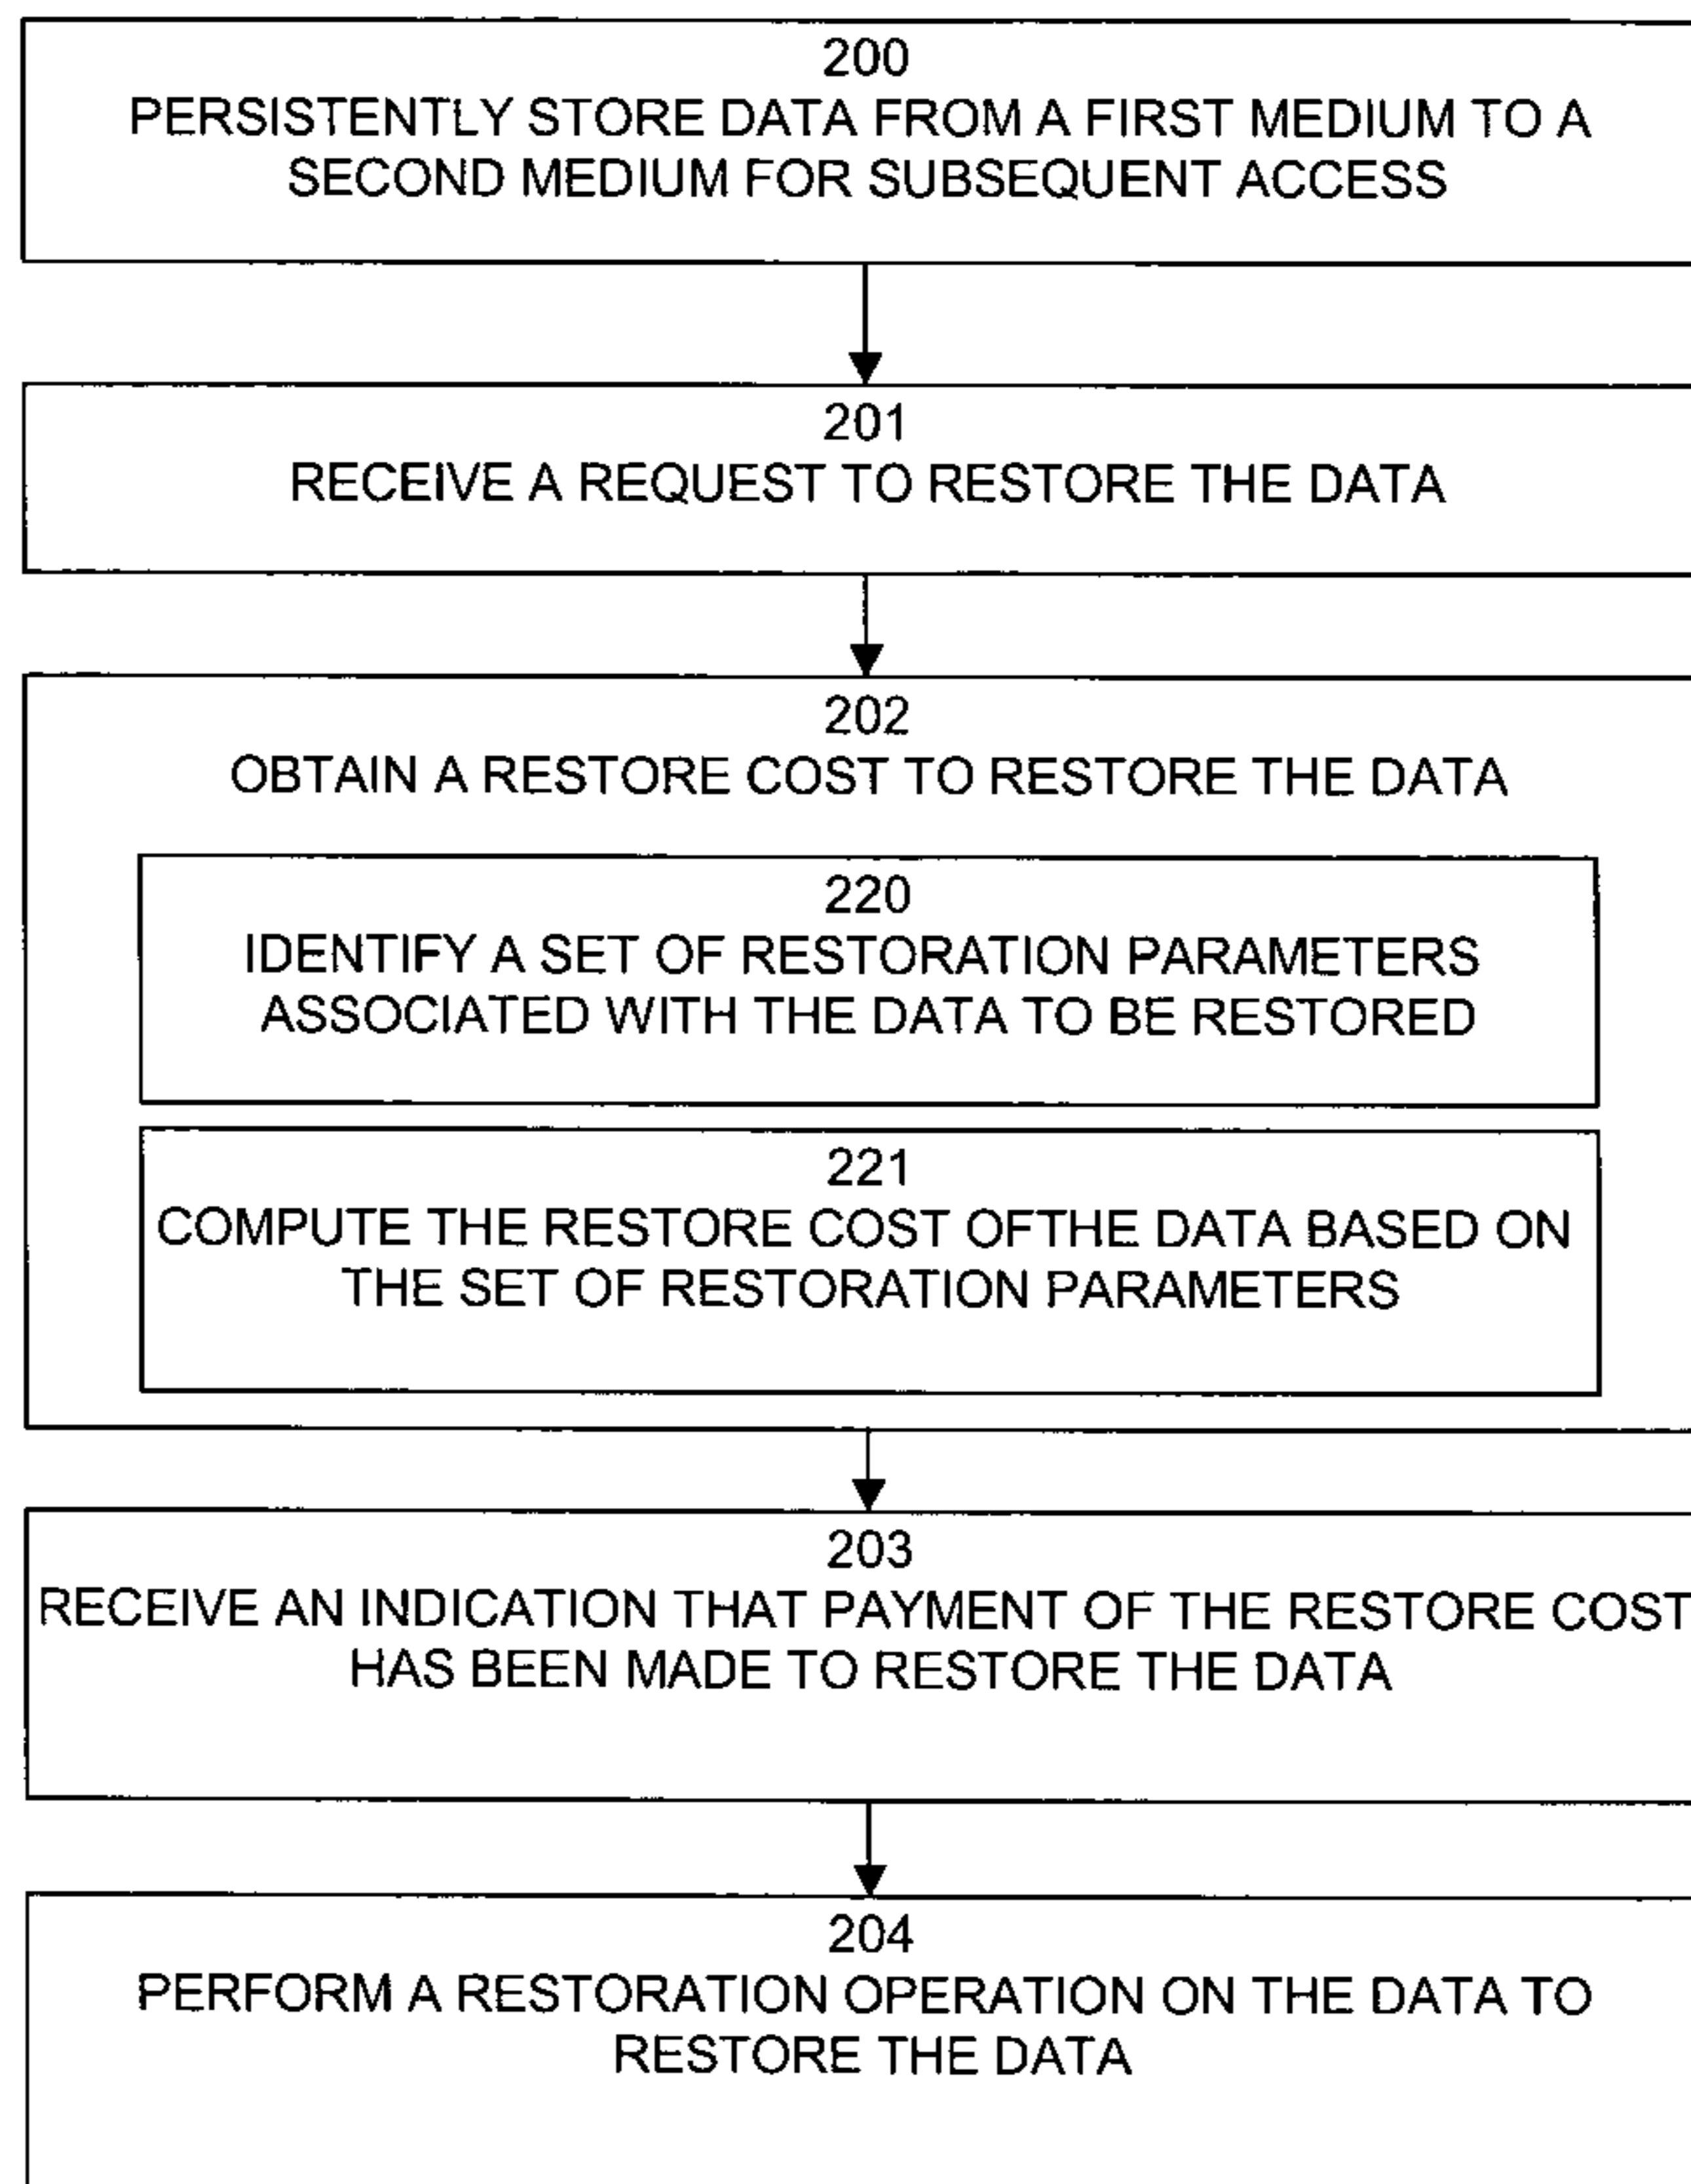 200
PERSISTENTLY STORE DATA FROM A FIRST MEDIUM TO A
SECOND MEDIUM FOR SUBSEQUENT ACCESS
201
RECEIVE A REQUEST TO RESTORE THE DATA
202
OBTAIN A RESTORE COST TO RESTORE THE DATA
220
IDENTIFY A SET OF RESTORATION PARAMETERS
ASSOCIATED WITH THE DATA TO BE RESTORED
221
COMPUTE THE RESTORE COST OFTHE DATA BASED ON
THE SET OF RESTORATION PARAMETERS
203
RECEIVE AN INDICATION THAT PAYMENT OF THE RESTORE COST
HAS BEEN MADE TO RESTORE THE DATA
204
PERFORM A RESTORATION OPERATION ON THE DATA TO
RESTORE THE DATA